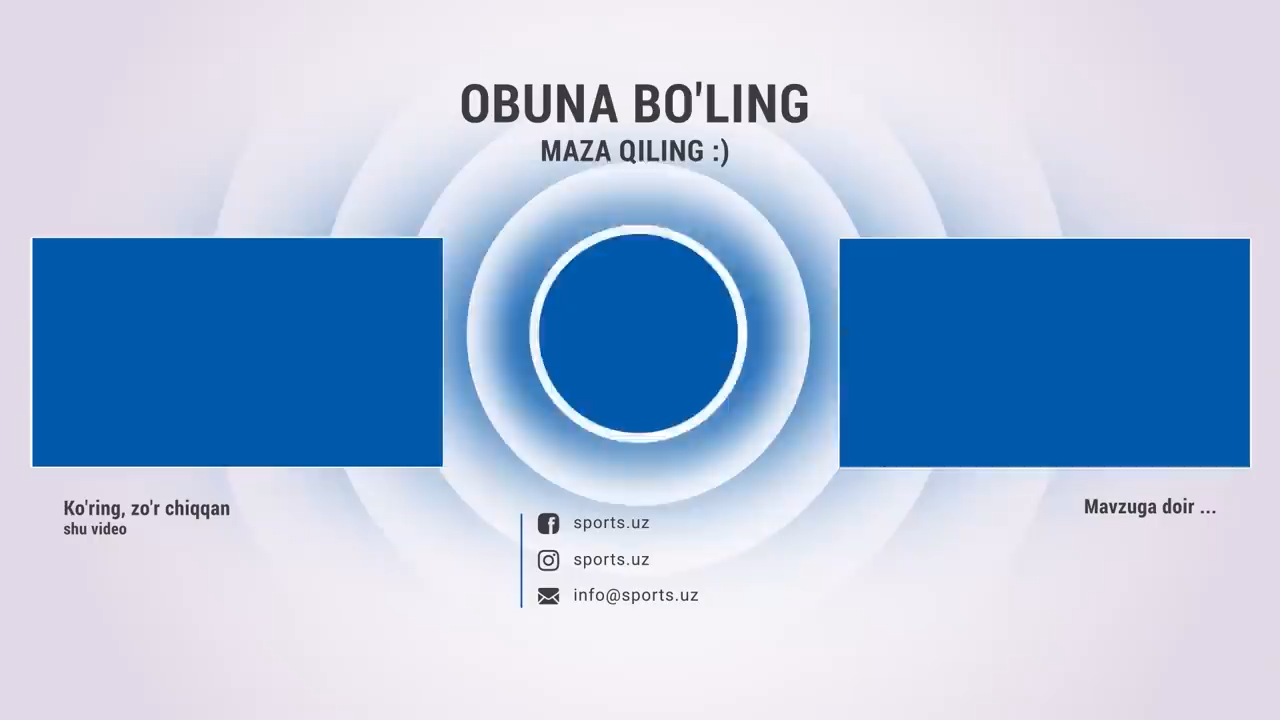 OBUNA BO'LING
MAZA QILING :)
Ko'ring, zo'r chiqqan
shu video
Mavzuga doir ...
sports.uz
sports.uz
info@sports.uz